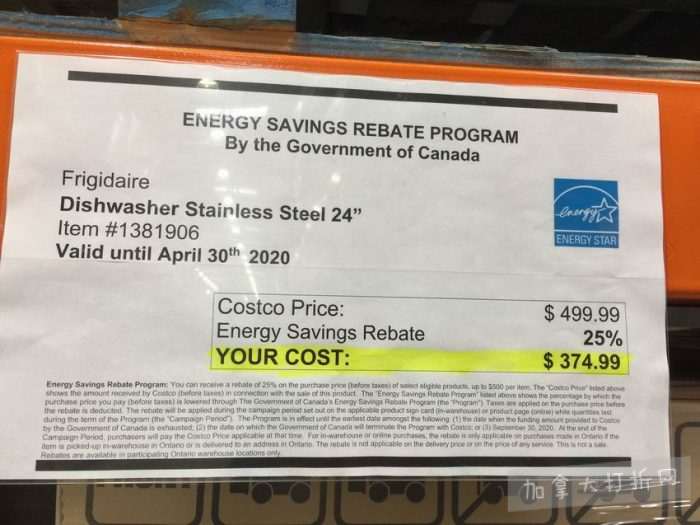 ENERGY SAVINGS REBATE PROGRAM
By the Government of Canada
Frigidaire
Dishwasher Stainless Steel 24”
Item #1381906
Valid until April 30th 2020
energy
ENERGY STAR
Costco Price: $ 499.99
Energy Savings Rebate 25%
YOUR COST: $ 374.99
Energy Savings Rebate Program: You can receive a rebate of 25% on the purchase price (before taxes) of select eligible products, up to $500 per item. The "Costco Price" listed above
shows the amount received by Costco (before taxes) in connection with the sale of this product. The "Energy Savings Rebate Program" listed above shows the percentage by which the
purchase price you pay (before taxes) is lowered through The Government of Canada's Energy Savings Rebate Program (the "Program"). Taxes are applied on the purchase price before
the rebate is deducted. The rebate will be applied during the campaign period set out on the applicable product sign card (in-warehouse) or product page (online) while quantities last
during the term of the Program (the "Campaign Period"). The Program is in effect until the earliest date amongst the following: (1) the date when the funding amount provided to Costco
by the Government of Canada is exhausted; (2) the date on which the Government of Canada will terminate the Program with Costco; or (3) September 30, 2020. At the end of the
Campaign Period, purchasers will pay the Costco Price applicable at that time. For in-warehouse or online purchases, the rebate is only applicable on purchases made in Ontario if the
item is picked-up in-warehouse in Ontario or is delivered to an address in Ontario. The rebate is not applicable on the delivery price or on the price of any service. This is not a sale.
Rebates are available in participating Ontario warehouse locations only.
加拿大打折网